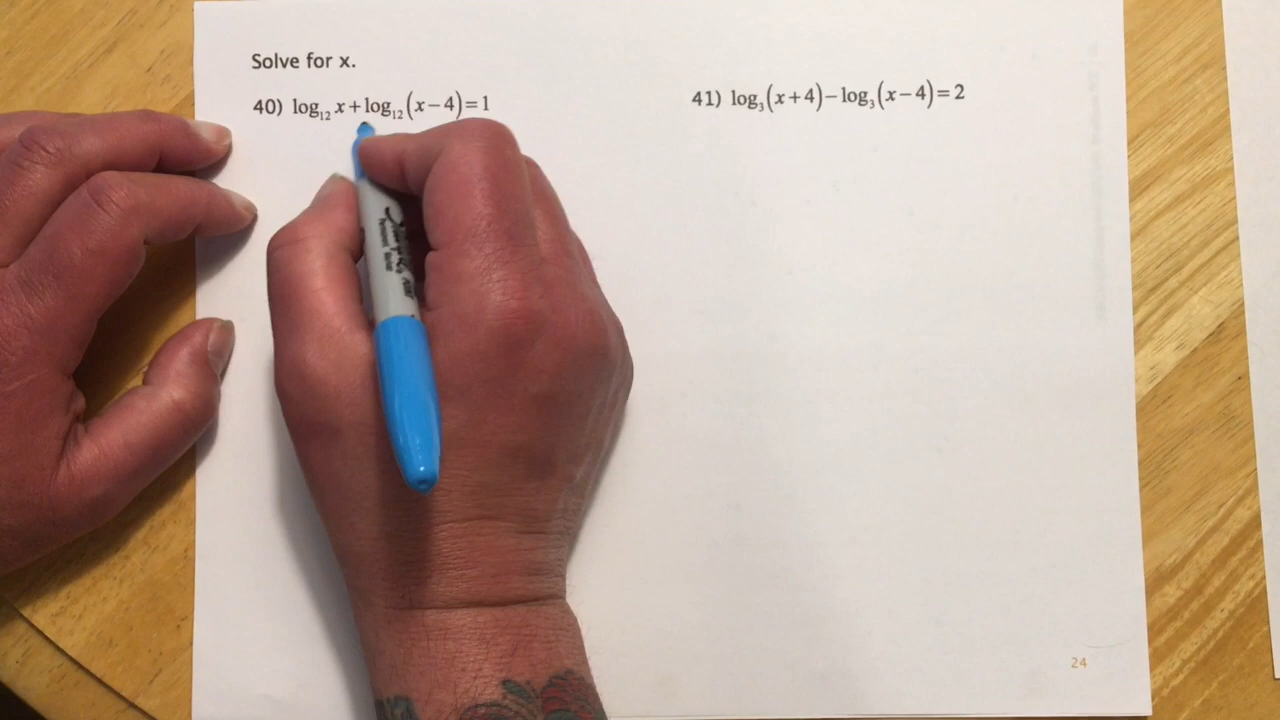 Solve for x.
40) log₁₂ x + log₁₂ (x − 4) = 1
41) log₃ (x + 4) − log₃ (x − 4) = 2
24